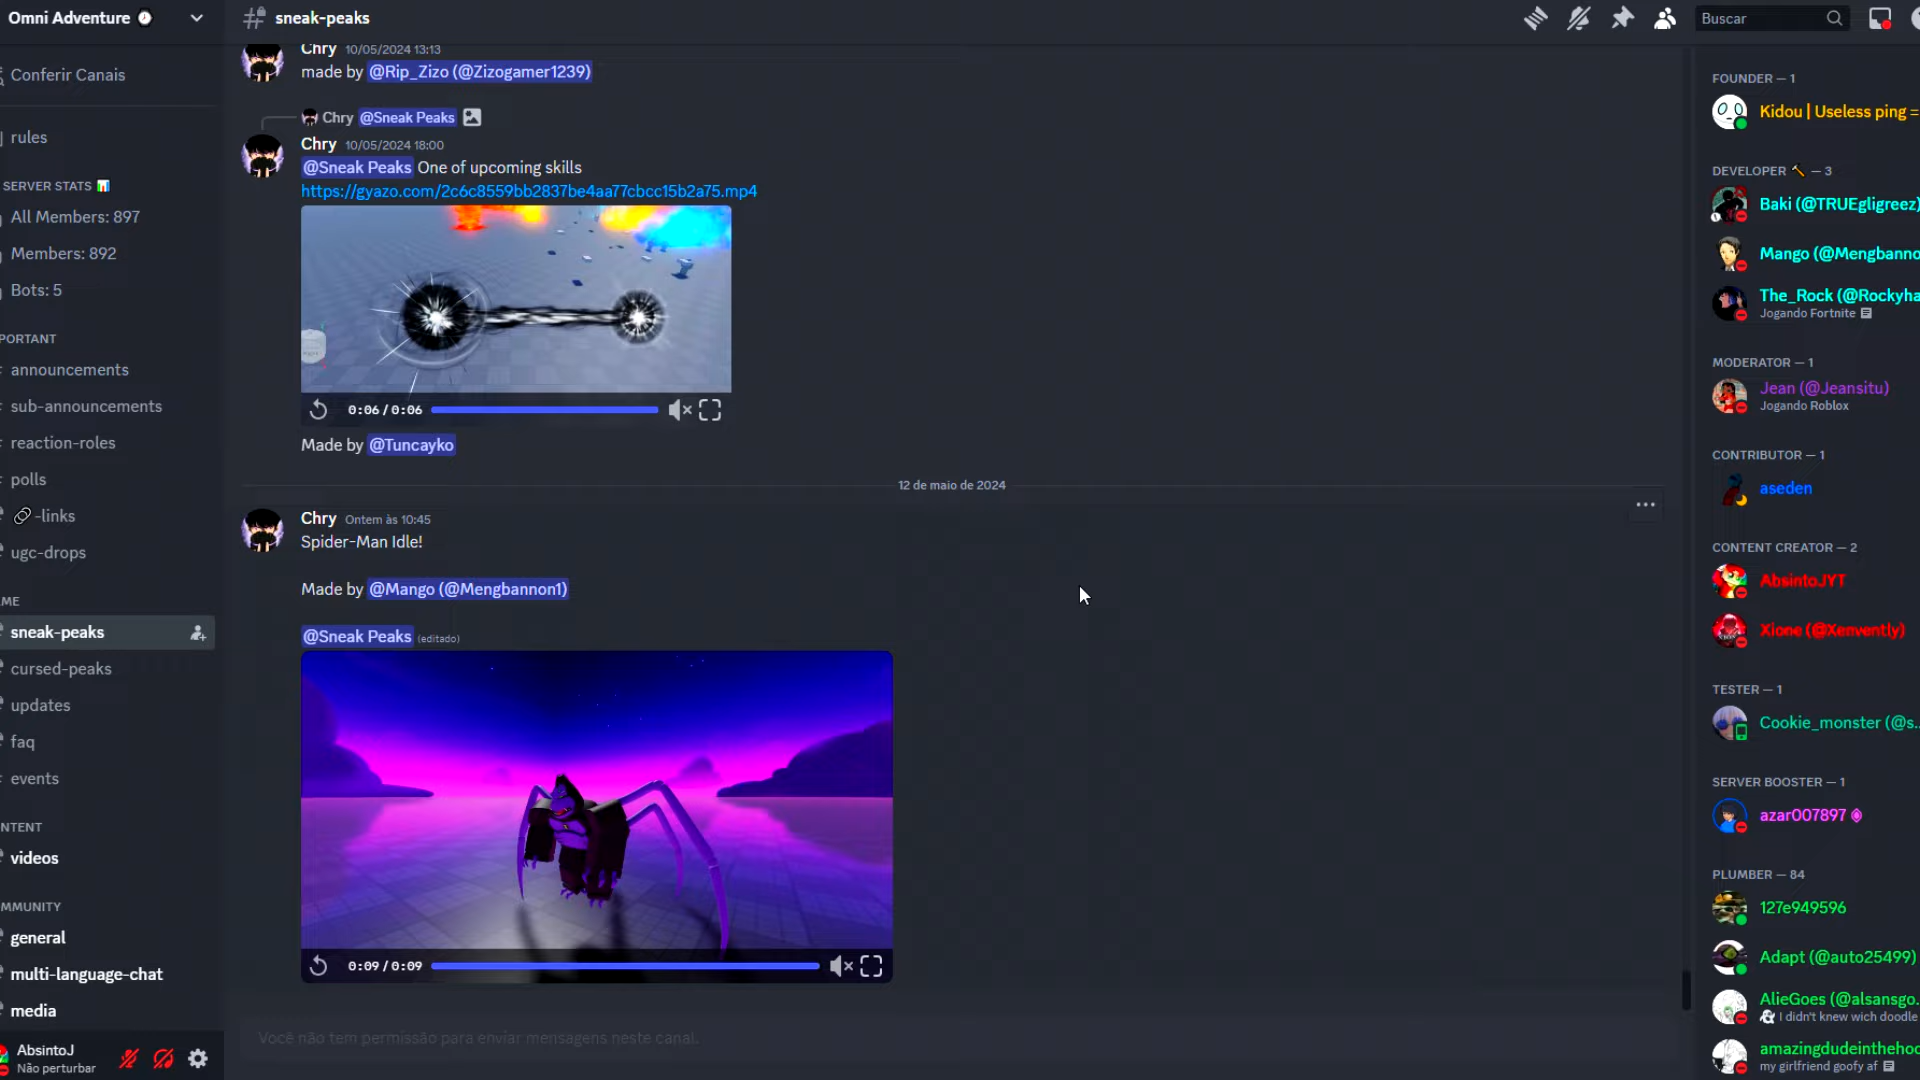 Omni Adventure
Conferir Canais
rules
SERVER STATS
All Members: 897
Members: 892
Bots: 5
PORTANT
announcements
sub-announcements
reaction-roles
polls
-links
ugc-drops
ME
sneak-peaks
cursed-peaks
updates
faq
events
NTENT
videos
MMUNITY
general
multi-language-chat
media
AbsintoJ
Não perturbar
sneak-peaks
Buscar
Chry 10/05/2024 13:13
made by @Rip_Zizo (@Zizogamer1239)
Chry @Sneak Peaks
Chry 10/05/2024 18:00
@Sneak Peaks One of upcoming skills
https://gyazo.com/2c6c8559bb2837be4aa77cbcc15b2a75.mp4
0:06 / 0:06
Made by @Tuncayko
12 de maio de 2024
Chry Ontem às 10:45
Spider-Man Idle!
Made by @Mango (@Mengbannon1)
@Sneak Peaks (editado)
0:09 / 0:09
Você não tem permissão para enviar mensagens neste canal.
FOUNDER — 1
Kidou | Useless ping =
DEVELOPER — 3
Baki (@TRUEgligreez)
Mango (@Mengbanno
The_Rock (@Rockyha
Jogando Fortnite
MODERATOR — 1
Jean (@Jeansitu)
Jogando Roblox
CONTRIBUTOR — 1
aseden
CONTENT CREATOR — 2
AbsintoJYT
Xione (@Xenvently)
TESTER — 1
Cookie_monster (@s...
SERVER BOOSTER — 1
azar007897
PLUMBER — 84
127e949596
Adapt (@auto25499)
AlieGoes (@alsansgo...
I didn't knew wich doodle
amazingdudeinthehoo
my girlfriend goofy af